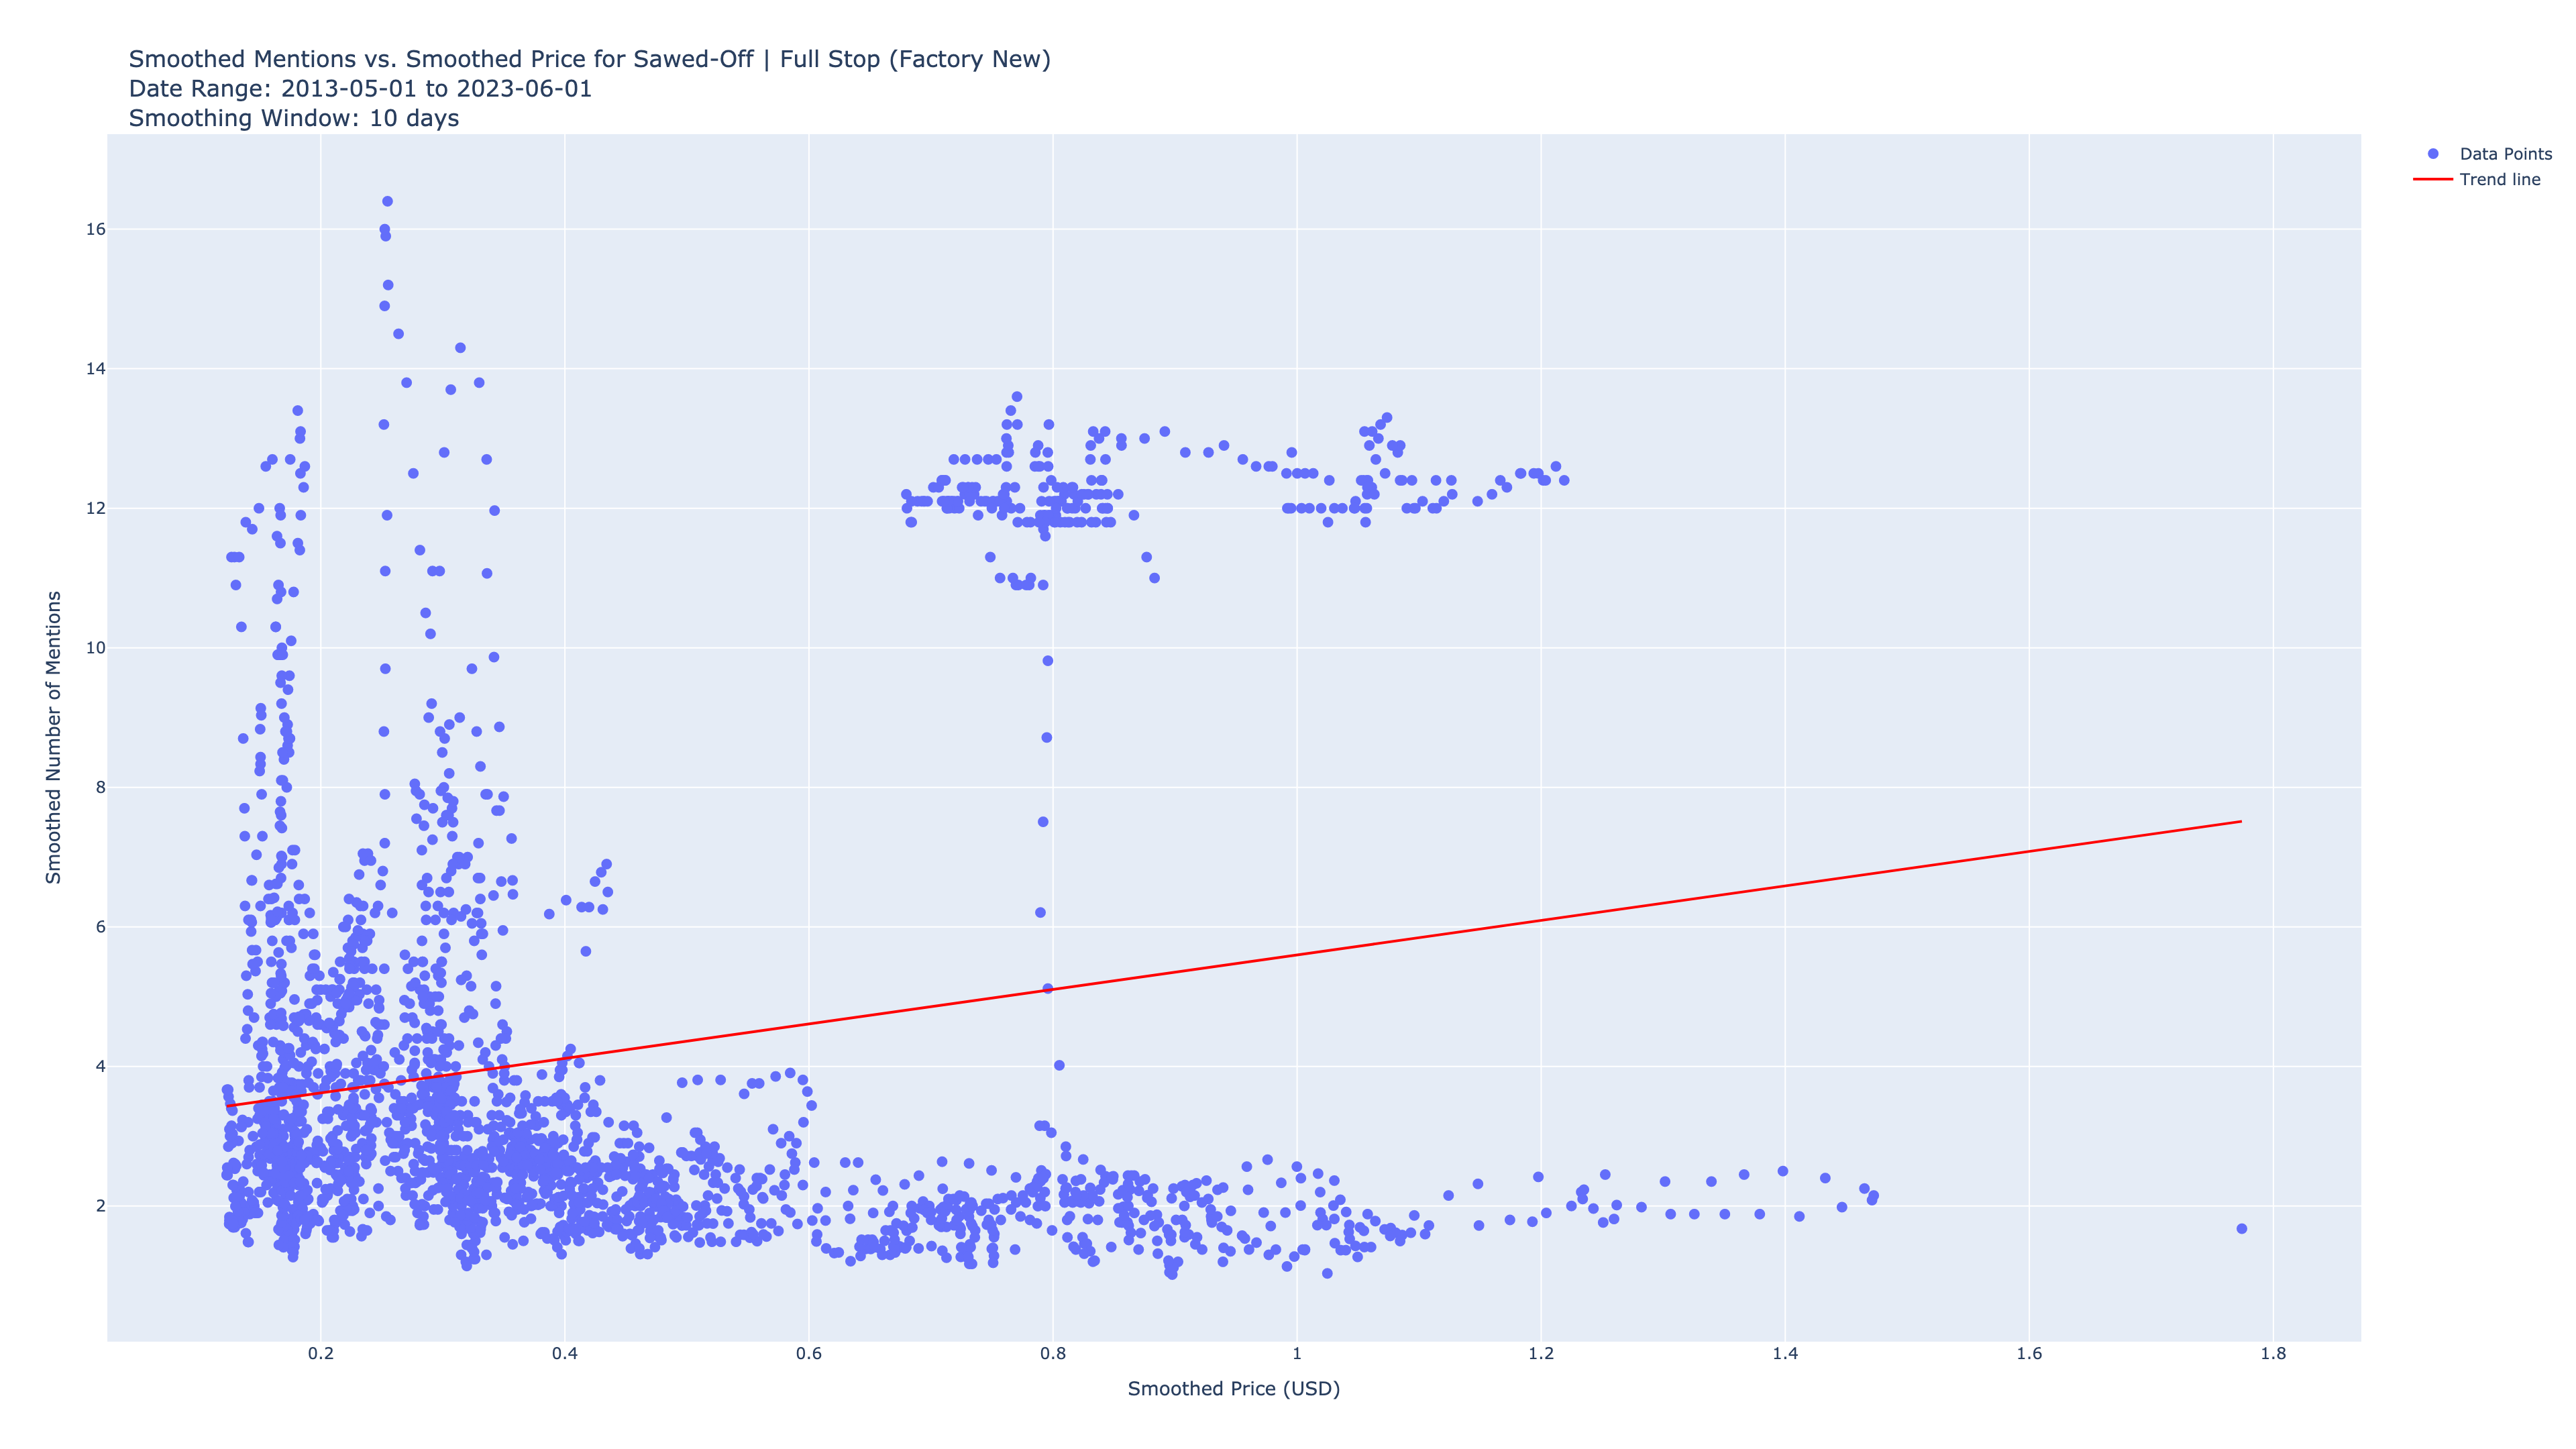 Smoothed Mentions vs. Smoothed Price for Sawed-Off | Full Stop (Factory New)
Date Range: 2013-05-01 to 2023-06-01
Smoothing Window: 10 days
Data Points
Trend line
16
14
12
10
8
6
4
2
Smoothed Number of Mentions
0.2
0.4
0.6
0.8
1
1.2
1.4
1.6
1.8
Smoothed Price (USD)